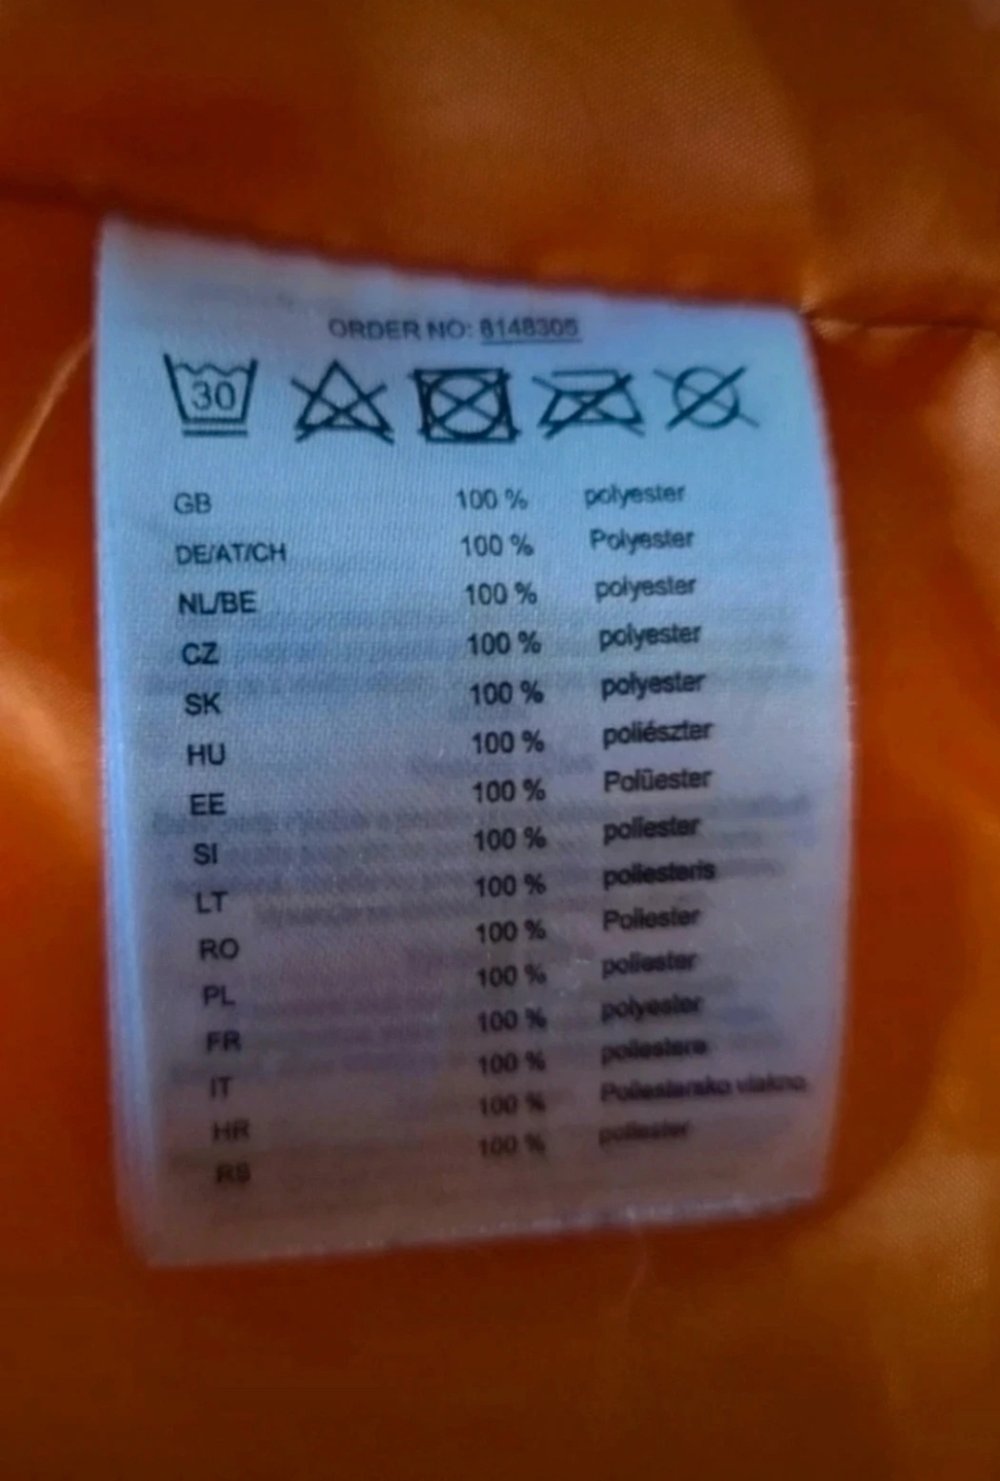 ORDER NO: 8148305
30
GB 100 % polyester
DE/AT/CH 100 % Polyester
NL/BE 100 % polyester
CZ 100 % polyester
SK 100 % polyester
HU 100 % poliészter
EE 100 % Polüester
SI 100 % poliester
LT 100 % poliesteris
RO 100 % Poliester
PL 100 % poliester
FR 100 % polyester
IT 100 % poliestere
HR 100 % Poliestersko vlakno,
RS 100 % poliester